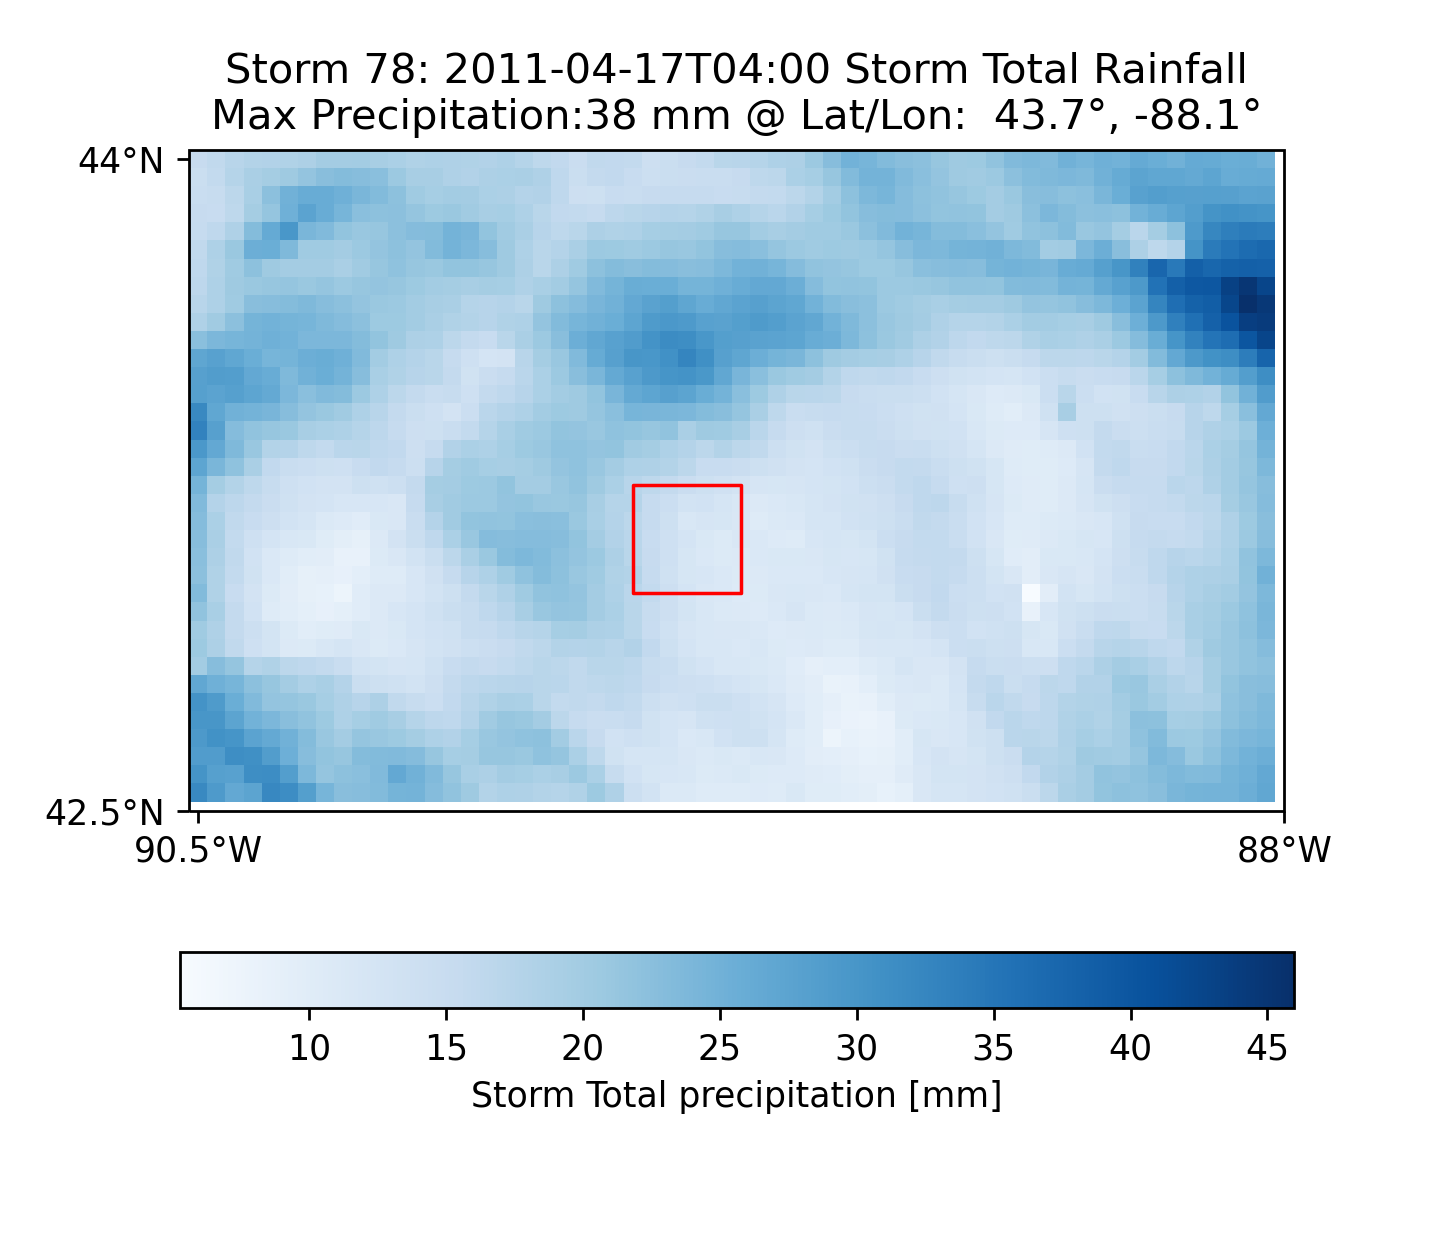 Storm 78: 2011-04-17T04:00 Storm Total Rainfall
Max Precipitation:38 mm @ Lat/Lon:  43.7°, -88.1°
44°N
42.5°N
90.5°W 88°W
10 15 20 25 30 35 40 45
Storm Total precipitation [mm]